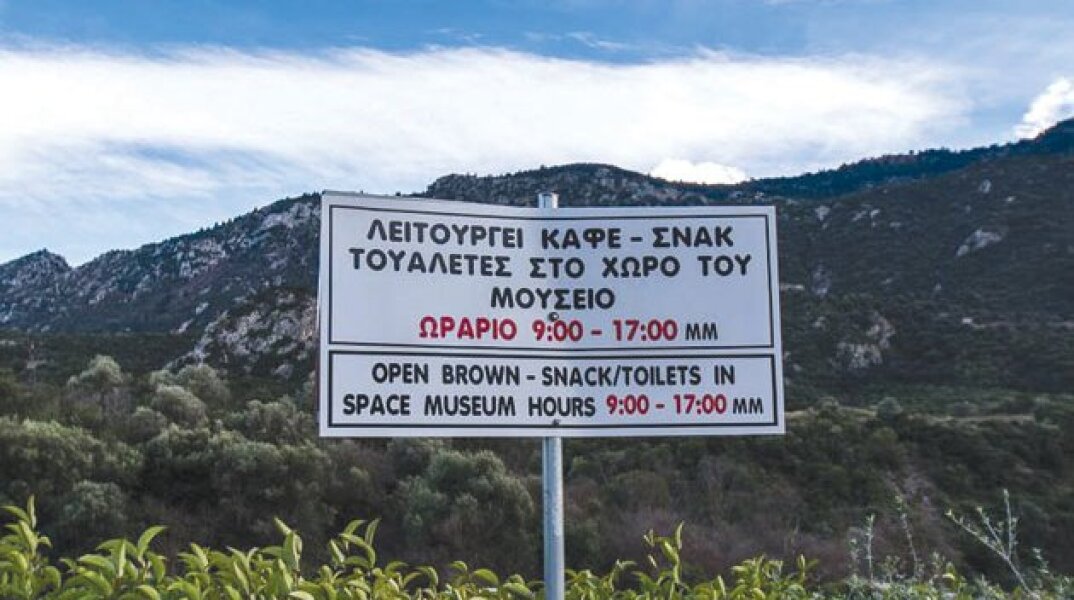 ΛΕΙΤΟΥΡΓΕΙ ΚΑΦΕ - ΣΝΑΚ
ΤΟΥΑΛΕΤΕΣ ΣΤΟ ΧΩΡΟ ΤΟΥ
ΜΟΥΣΕΙΟ
ΩΡΑΡΙΟ 9:00 - 17:00 ΜΜ
OPEN BROWN - SNACK/TOILETS IN
SPACE MUSEUM HOURS 9:00 - 17:00 MM